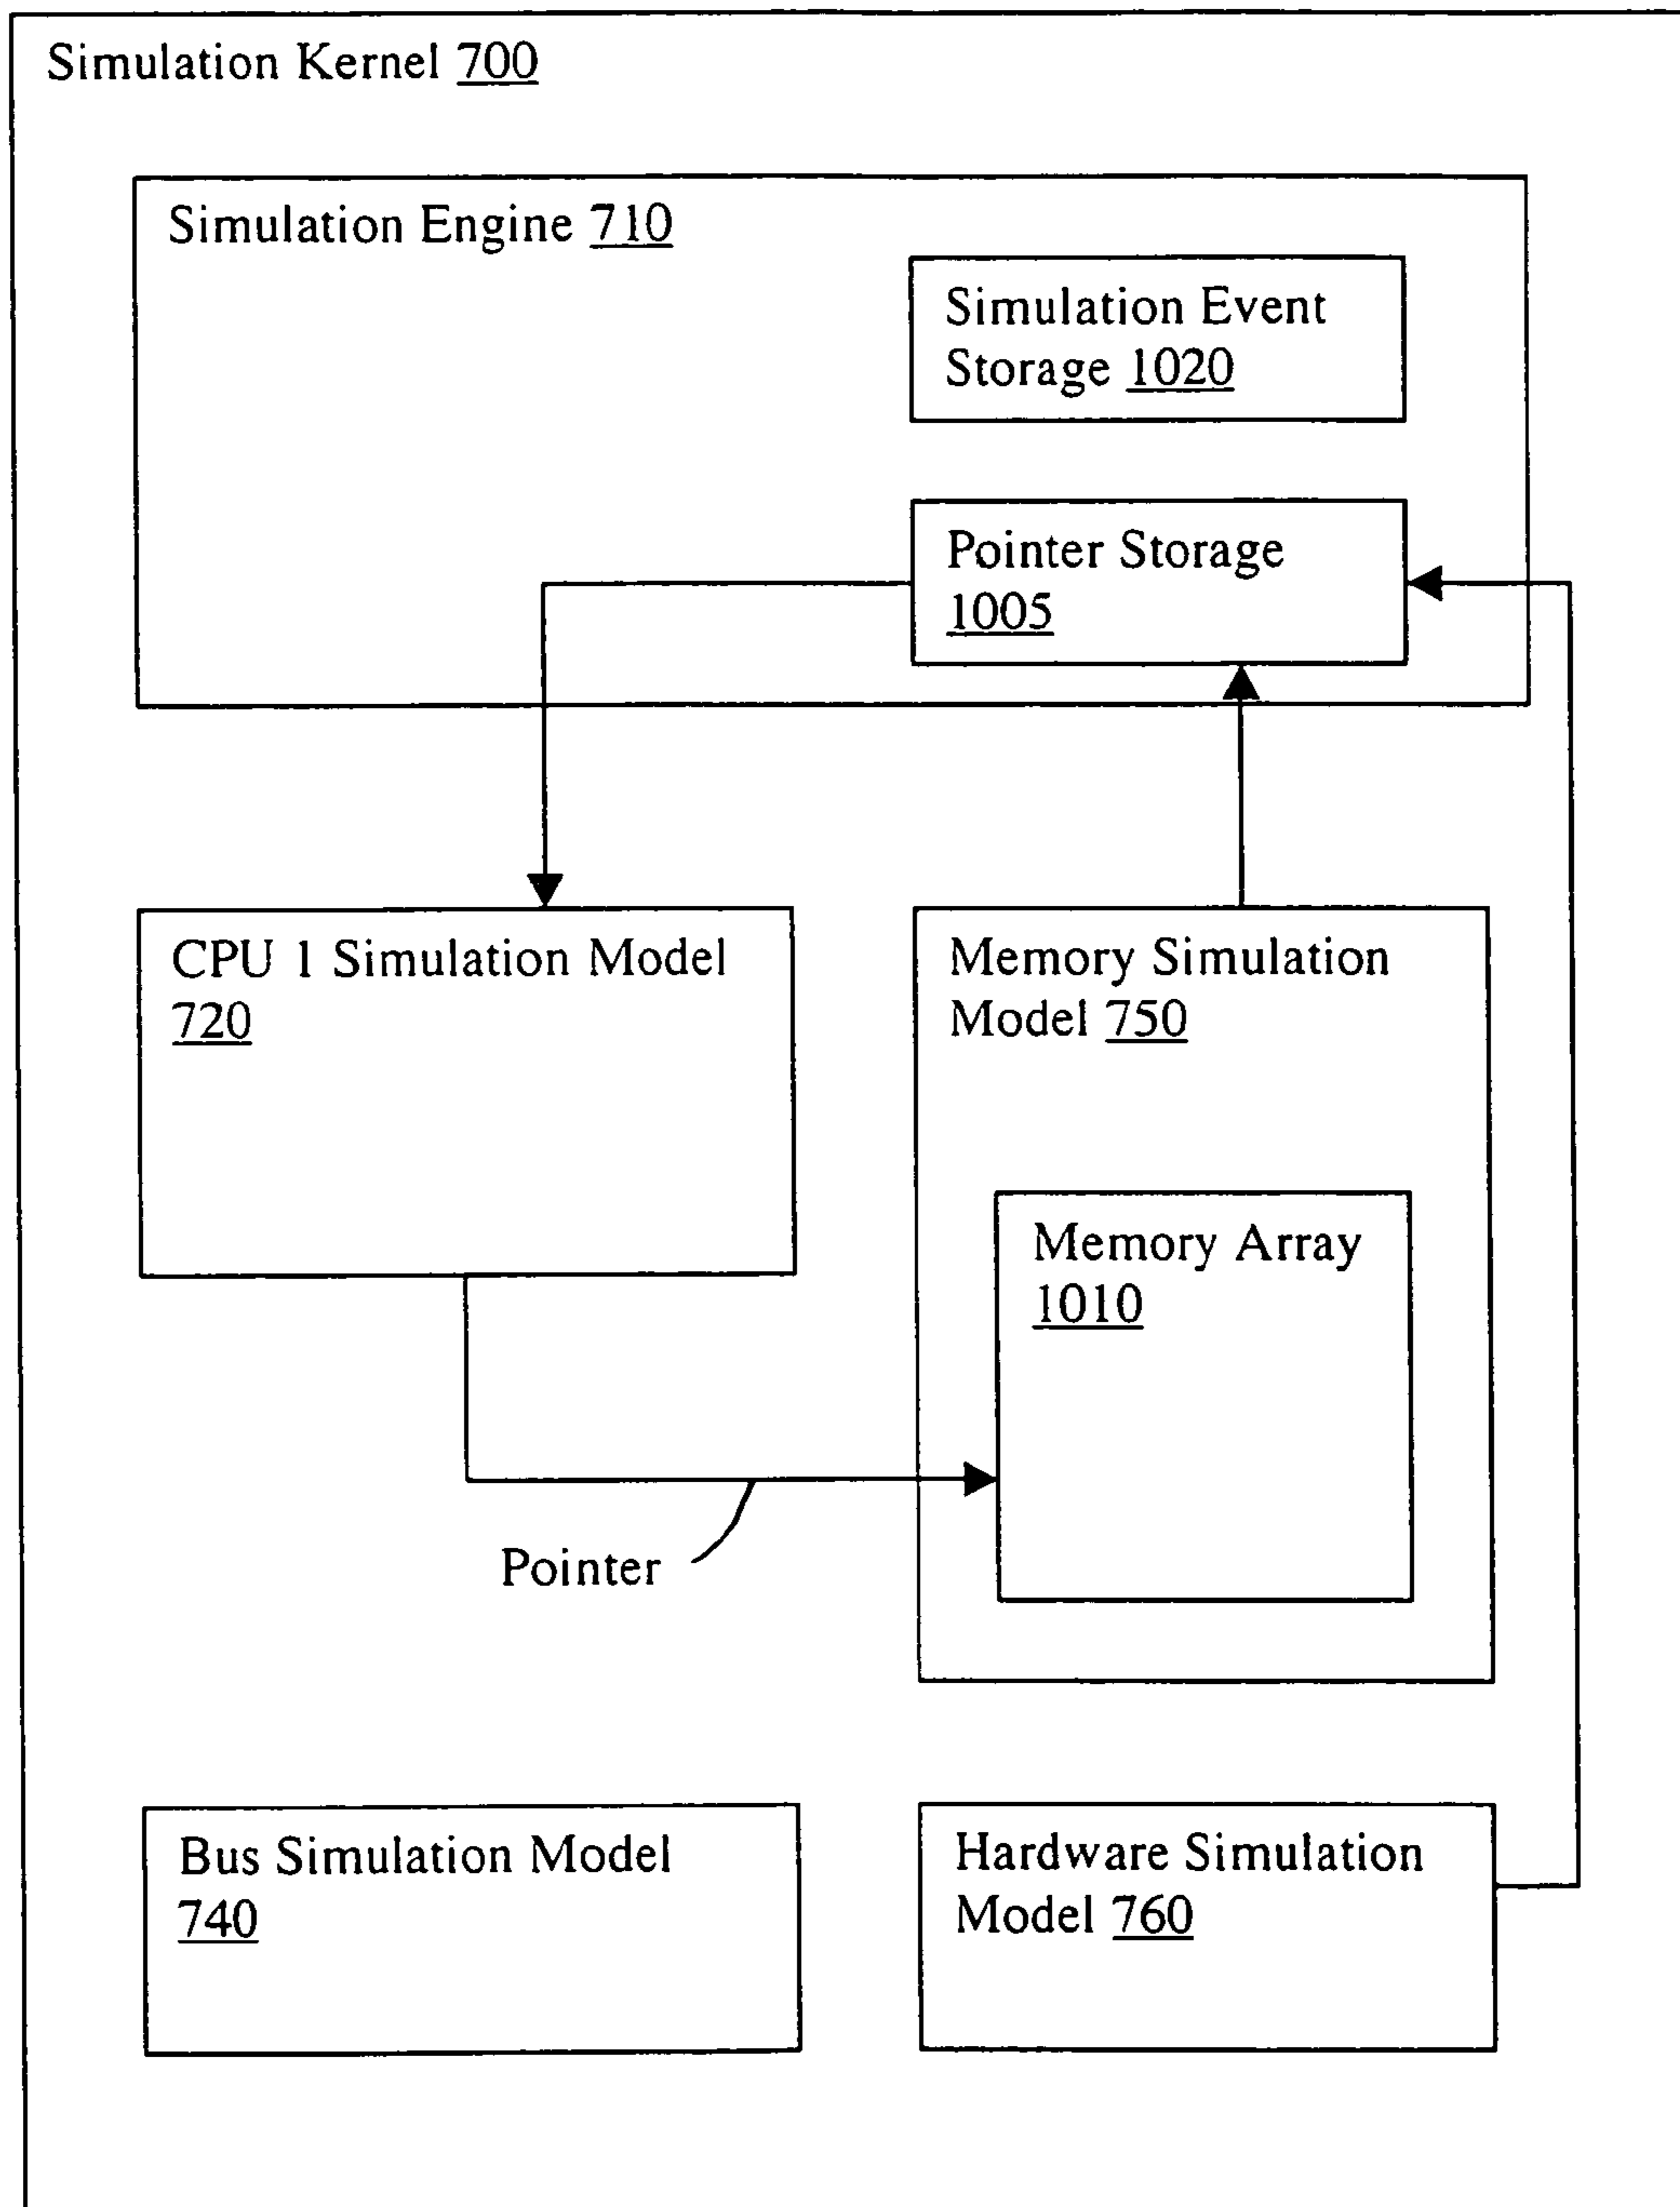 Simulation Kernel 700
Simulation Engine 710
Simulation Event
Storage 1020
Pointer Storage
1005
CPU 1 Simulation Model
720
Memory Simulation
Model 750
Memory Array
1010
Pointer
Bus Simulation Model
740
Hardware Simulation
Model 760